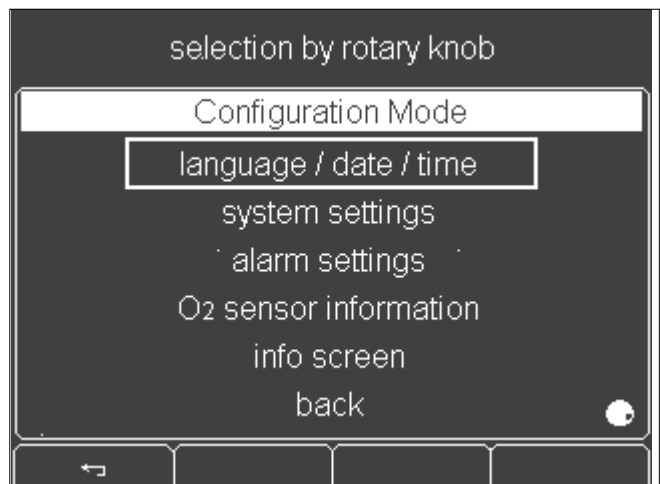 selection by rotary knob
Configuration Mode
language / date / time
system settings
alarm settings
O2 sensor information
info screen
back